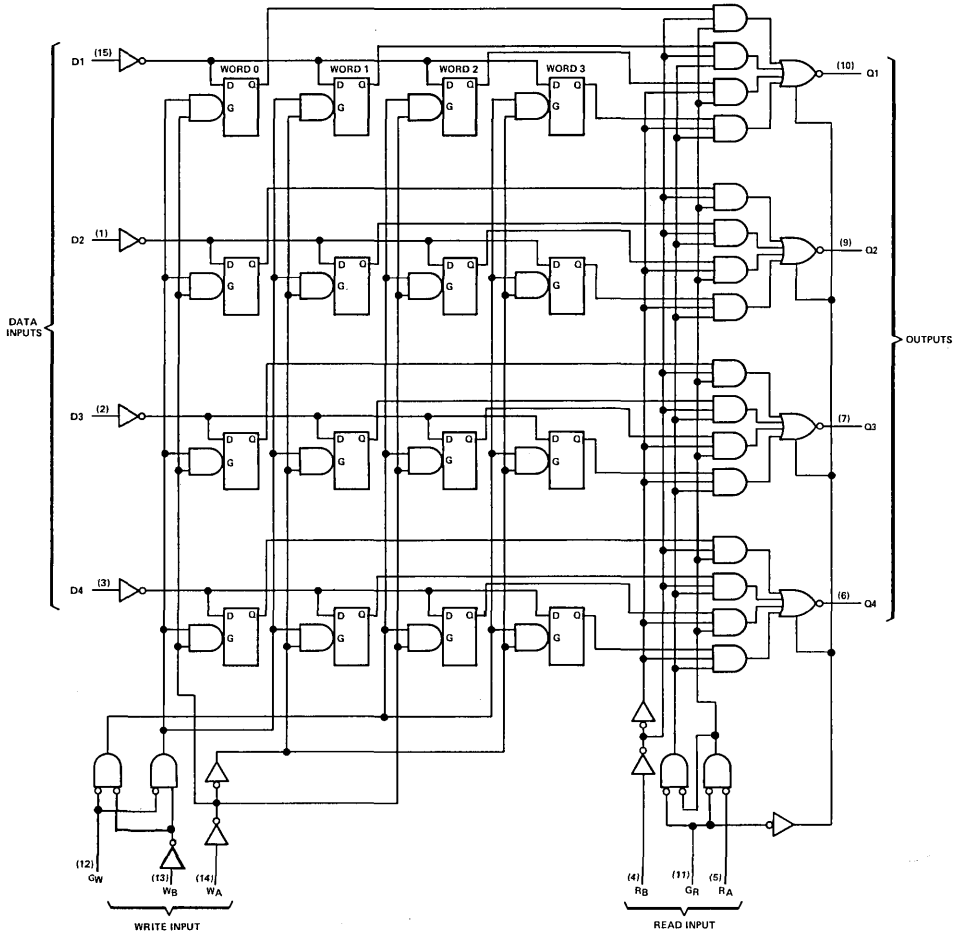 D1 (15)
WORD 0 WORD 1 WORD 2 WORD 3
D Q D Q D Q D Q
G G G G
(10) Q1
D2 (1)
D Q D Q D Q D Q
G G G G
(9) Q2
DATA INPUTS
OUTPUTS
D3 (2)
D Q D Q D Q D Q
G G G G
(7) Q3
D4 (3)
D Q D Q D Q D Q
G G G G
(6) Q4
(12) GW
(13) WB
(14) WA
(4) RB
(11) GR
(5) RA
WRITE INPUT
READ INPUT